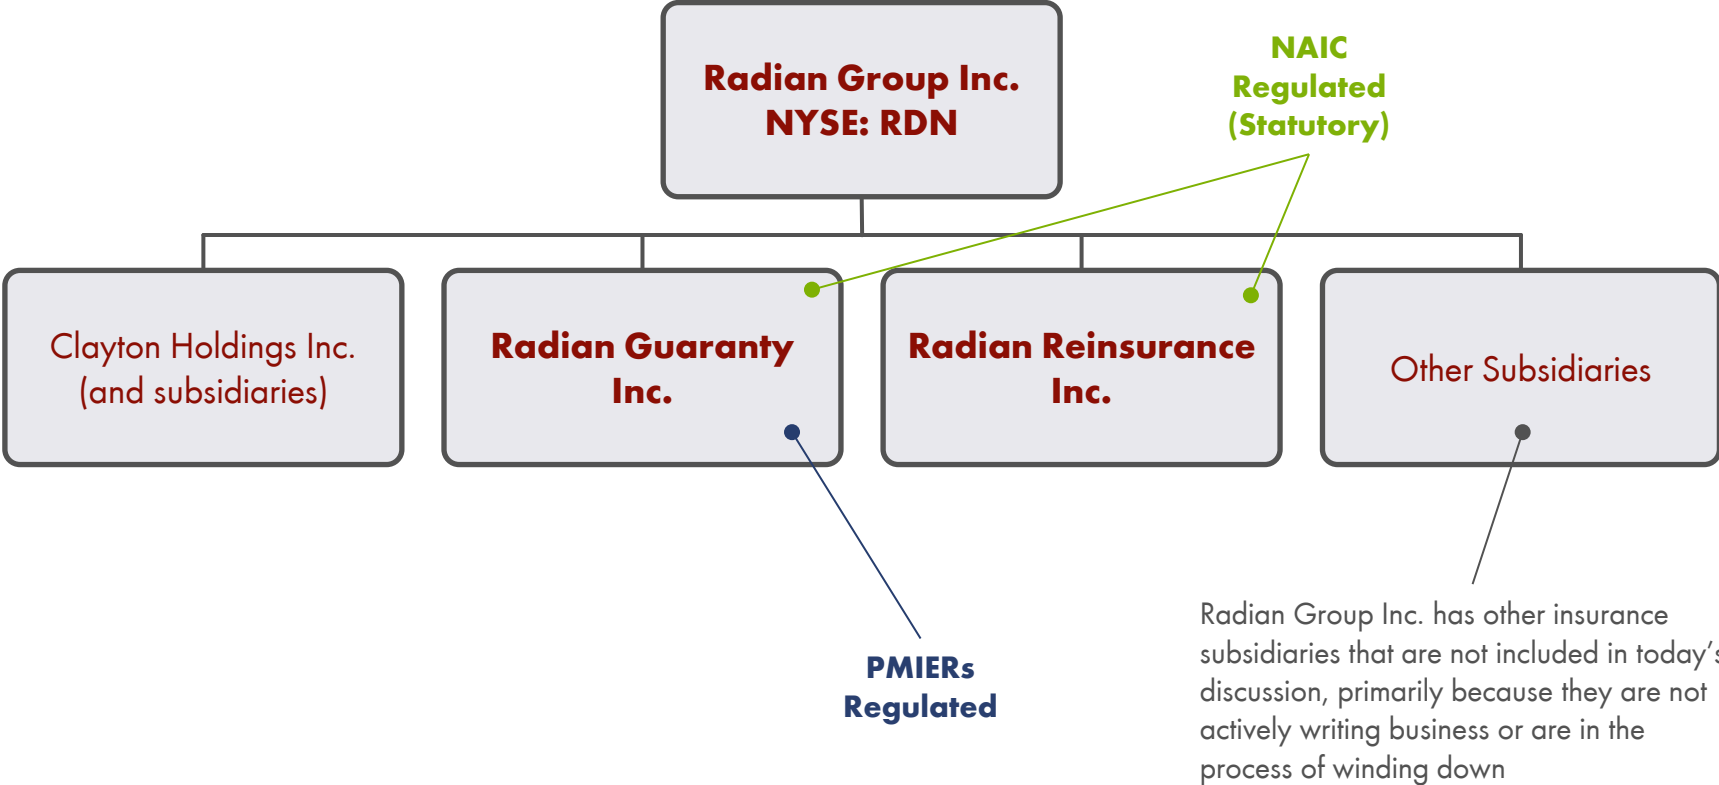 Radian Group Inc.
NYSE: RDN
NAIC
Regulated
(Statutory)
Clayton Holdings Inc.
(and subsidiaries)
Radian Guaranty
Inc.
Radian Reinsurance
Inc.
Other Subsidiaries
PMIERs
Regulated
Radian Group Inc. has other insurance
subsidiaries that are not included in today’s
discussion, primarily because they are not
actively writing business or are in the
process of winding down